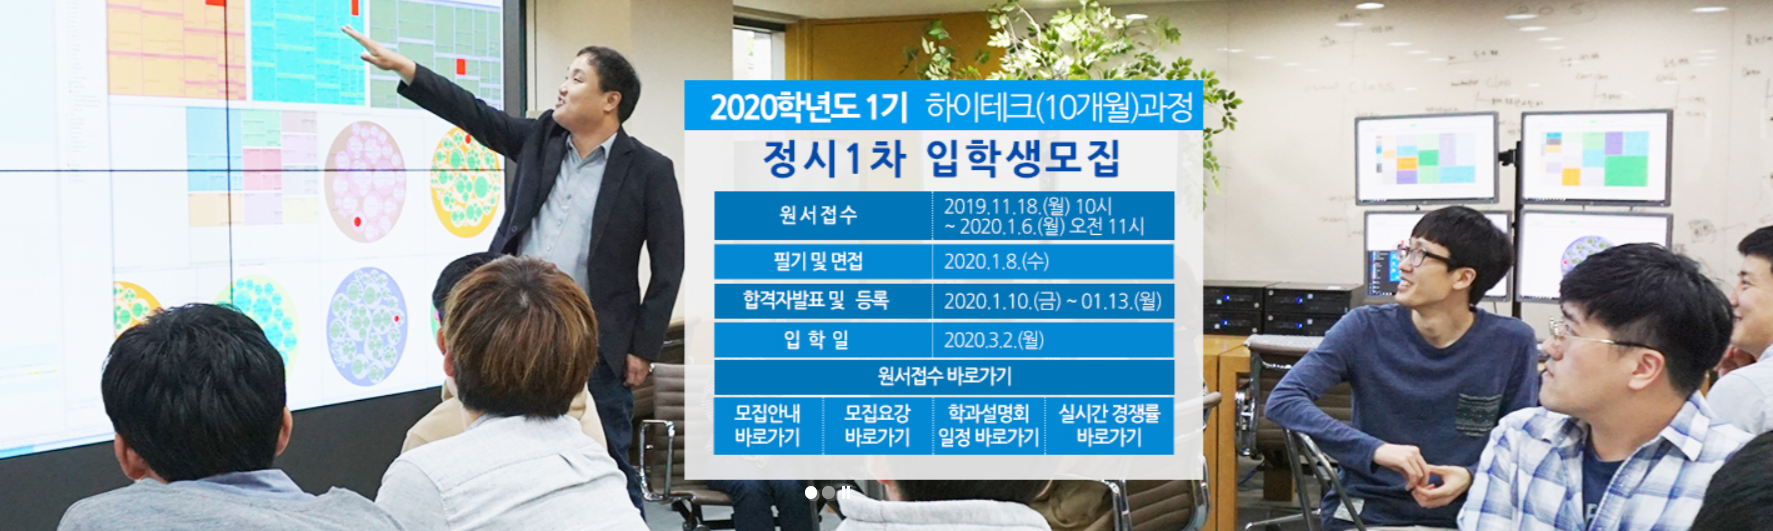 2020학년도 1기 하이테크(10개월)과정
정시1차 입학생모집
원서접수
2019.11.18.(월) 10시
~ 2020.1.6.(월) 오전 11시
필기 및 면접
2020.1.8.(수)
합격자발표 및 등록
2020.1.10.(금) ~ 01.13.(월)
입 학 일
2020.3.2.(월)
원서접수 바로가기
모집안내
바로가기
모집요강
바로가기
학과설명회
일정 바로가기
실시간 경쟁률
바로가기